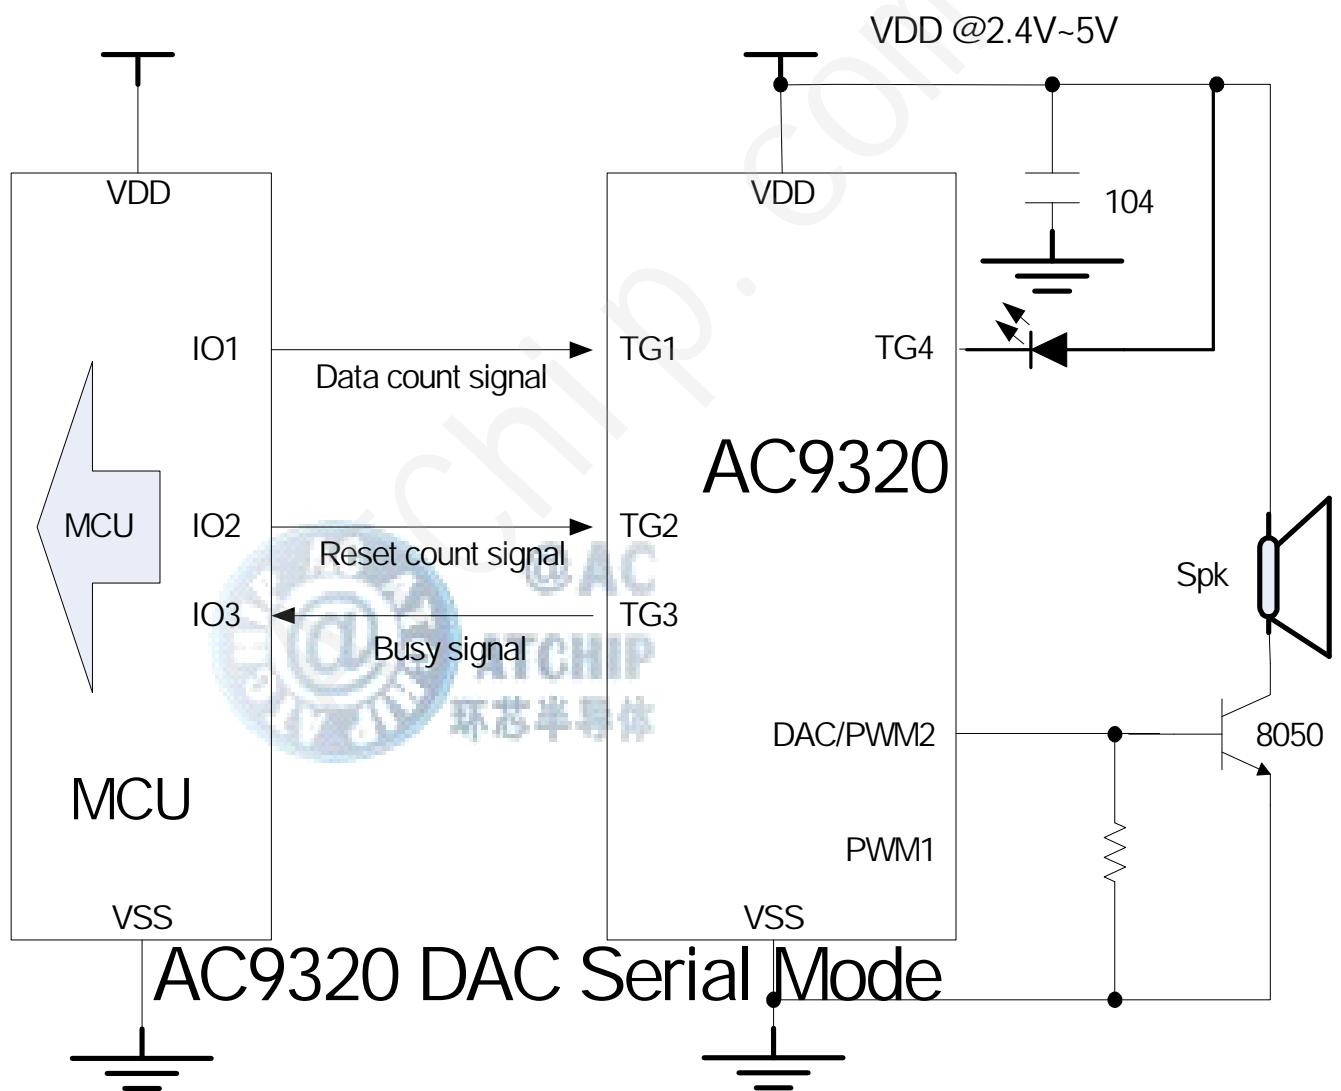 VDD @2.4V~5V
VDD
VDD
104
IO1
Data count signal
TG1
TG4
AC9320
MCU
IO2
Reset count signal
TG2
Spk
IO3
Busy signal
TG3
DAC/PWM2
8050
MCU
PWM1
VSS
VSS
AC9320 DAC Serial Mode
@AC
ATCHIP
环芯半导体
@